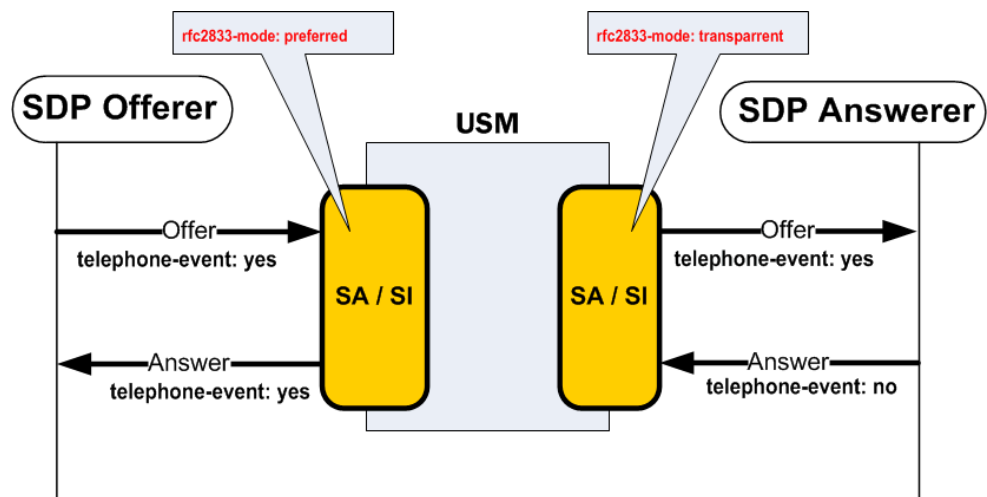 rfc2833-mode: preferred
rfc2833-mode: transparrent
SDP Offerer
USM
SDP Answerer
Offer
telephone-event: yes
Offer
telephone-event: yes
SA / SI
SA / SI
Answer
telephone-event: yes
Answer
telephone-event: no